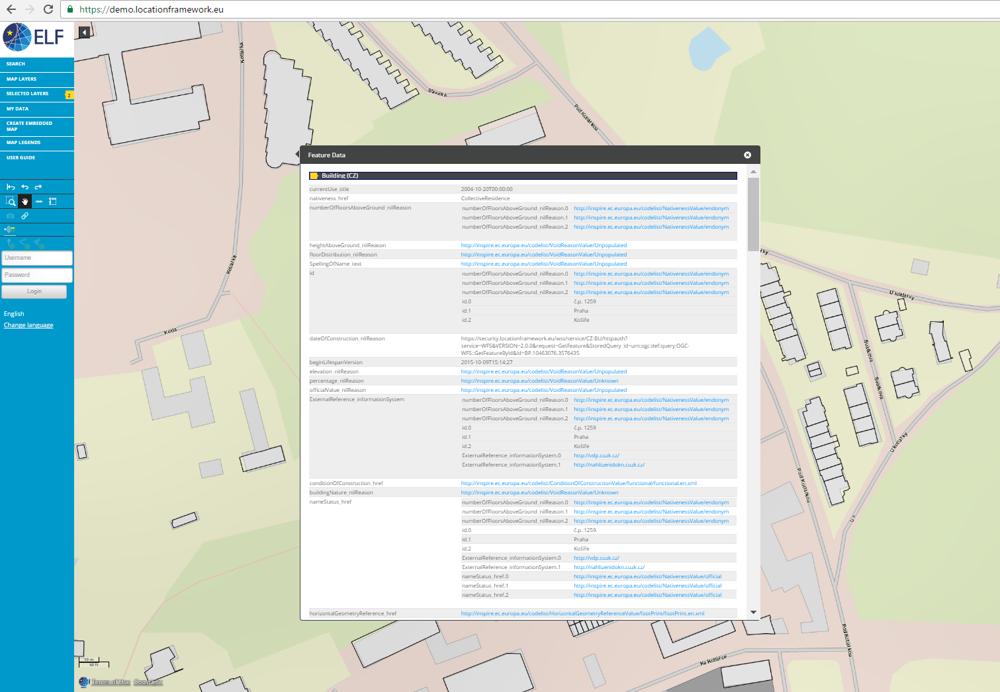 https://demo.locationframework.eu
ELF
SEARCH
MAP LAYERS
SELECTED LAYERS
2
MY DATA
CREATE EMBEDDED
MAP
MAP LEGENDS
USER GUIDE
Username
Password
Login
English
Change language
Kotlářka
Slavická
Pod Kotlářkou
Kotlářka
Kotlá
Feature Data
Building (CZ)
currentUse_title 2004-10-20T00:00:00
nativeness_href CollectiveResidence
numberOfFloorsAboveGround_nilReason numberOfFloorsAboveGround_nilReason.0 http://inspire.ec.europa.eu/codelist/NativenessValue/endonym
numberOfFloorsAboveGround_nilReason.1 http://inspire.ec.europa.eu/codelist/NativenessValue/endonym
numberOfFloorsAboveGround_nilReason.2 http://inspire.ec.europa.eu/codelist/NativenessValue/endonym
heightAboveGround_nilReason http://inspire.ec.europa.eu/codelist/VoidReasonValue/Unpopulated
floorDistribution_nilReason http://inspire.ec.europa.eu/codelist/VoidReasonValue/Unpopulated
SpellingOfName_text http://inspire.ec.europa.eu/codelist/VoidReasonValue/Unpopulated
id numberOfFloorsAboveGround_nilReason.0 http://inspire.ec.europa.eu/codelist/NativenessValue/endonym
numberOfFloorsAboveGround_nilReason.1 http://inspire.ec.europa.eu/codelist/NativenessValue/endonym
numberOfFloorsAboveGround_nilReason.2 http://inspire.ec.europa.eu/codelist/NativenessValue/endonym
id.0 č.p. 1259
id.1 Praha
id.2 Košíře
dateOfConstruction_nilReason https://security.locationframework.eu/wss/service/CZ-BU/httpauth?
service=WFS&VERSION=2.0.0&request=GetFeature&StoredQuery_id=urn:ogc:def:query:OGC-
WFS::GetFeatureById&Id=BP.10463076.3576435
beginLifespanVersion 2015-10-09T15:14:27
elevation_nilReason http://inspire.ec.europa.eu/codelist/VoidReasonValue/Unpopulated
percentage_nilReason http://inspire.ec.europa.eu/codelist/VoidReasonValue/Unknown
officialValue_nilReason http://inspire.ec.europa.eu/codelist/VoidReasonValue/Unpopulated
ExternalReference_informationSystem numberOfFloorsAboveGround_nilReason.0 http://inspire.ec.europa.eu/codelist/NativenessValue/endonym
numberOfFloorsAboveGround_nilReason.1 http://inspire.ec.europa.eu/codelist/NativenessValue/endonym
numberOfFloorsAboveGround_nilReason.2 http://inspire.ec.europa.eu/codelist/NativenessValue/endonym
id.0 č.p. 1259
id.1 Praha
id.2 Košíře
ExternalReference_informationSystem.0 http://vdp.cuzk.cz/
ExternalReference_informationSystem.1 http://nahlizenidokn.cuzk.cz/
conditionOfConstruction_href http://inspire.ec.europa.eu/codelist/ConditionOfConstructionValue/functional/functional.en.xml
buildingNature_nilReason http://inspire.ec.europa.eu/codelist/VoidReasonValue/Unknown
nameStatus_href numberOfFloorsAboveGround_nilReason.0 http://inspire.ec.europa.eu/codelist/NativenessValue/endonym
numberOfFloorsAboveGround_nilReason.1 http://inspire.ec.europa.eu/codelist/NativenessValue/endonym
numberOfFloorsAboveGround_nilReason.2 http://inspire.ec.europa.eu/codelist/NativenessValue/endonym
id.0 č.p. 1259
id.1 Praha
id.2 Košíře
ExternalReference_informationSystem.0 http://vdp.cuzk.cz/
ExternalReference_informationSystem.1 http://nahlizenidokn.cuzk.cz/
nameStatus_href.0 http://inspire.ec.europa.eu/codelist/NativenessValue/official
nameStatus_href.1 http://inspire.ec.europa.eu/codelist/NativenessValue/official
nameStatus_href.2 http://inspire.ec.europa.eu/codelist/NativenessValue/official
horizontalGeometryReference_href http://inspire.ec.europa.eu/codelist/HorizontalGeometryReferenceValue/footPrint/footPrint.en.xml
řky
U kotlářky
Svátkova
Svátkova
U kotlářky
Pod Kotlářkou
U k
Pod Kotlářkou
Ke Kotlářce
10 m
50 ft
Terms of Use Copyright